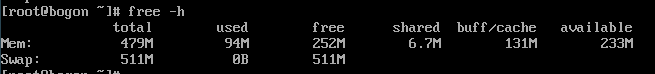 [root@bogon ~]# free -h
total used free shared buff/cache available
Mem: 479M 94M 252M 6.7M 131M 233M
Swap: 511M 0B 511M